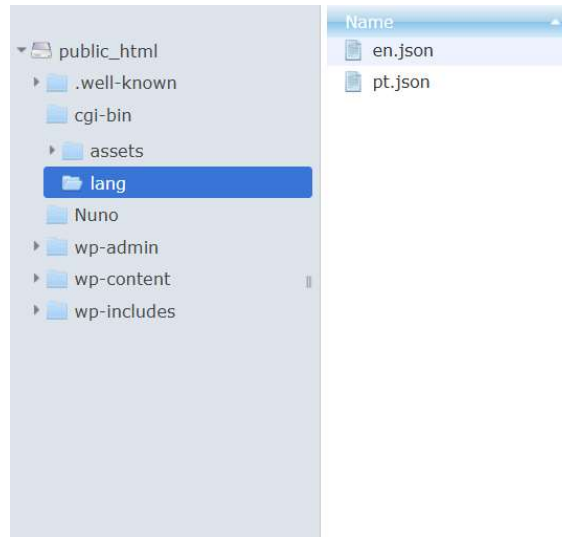 public_html
.well-known
cgi-bin
assets
lang
Nuno
wp-admin
wp-content
wp-includes
Name
en.json
pt.json